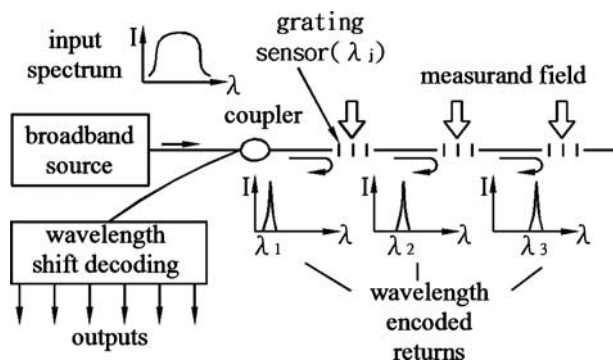 input
spectrum
I
λ
grating
sensor(λj)
measurand field
broadband
source
coupler
I
λ1
λ
I
λ2
λ
I
λ3
λ
wavelength
shift decoding
outputs
wavelength
encoded
returns